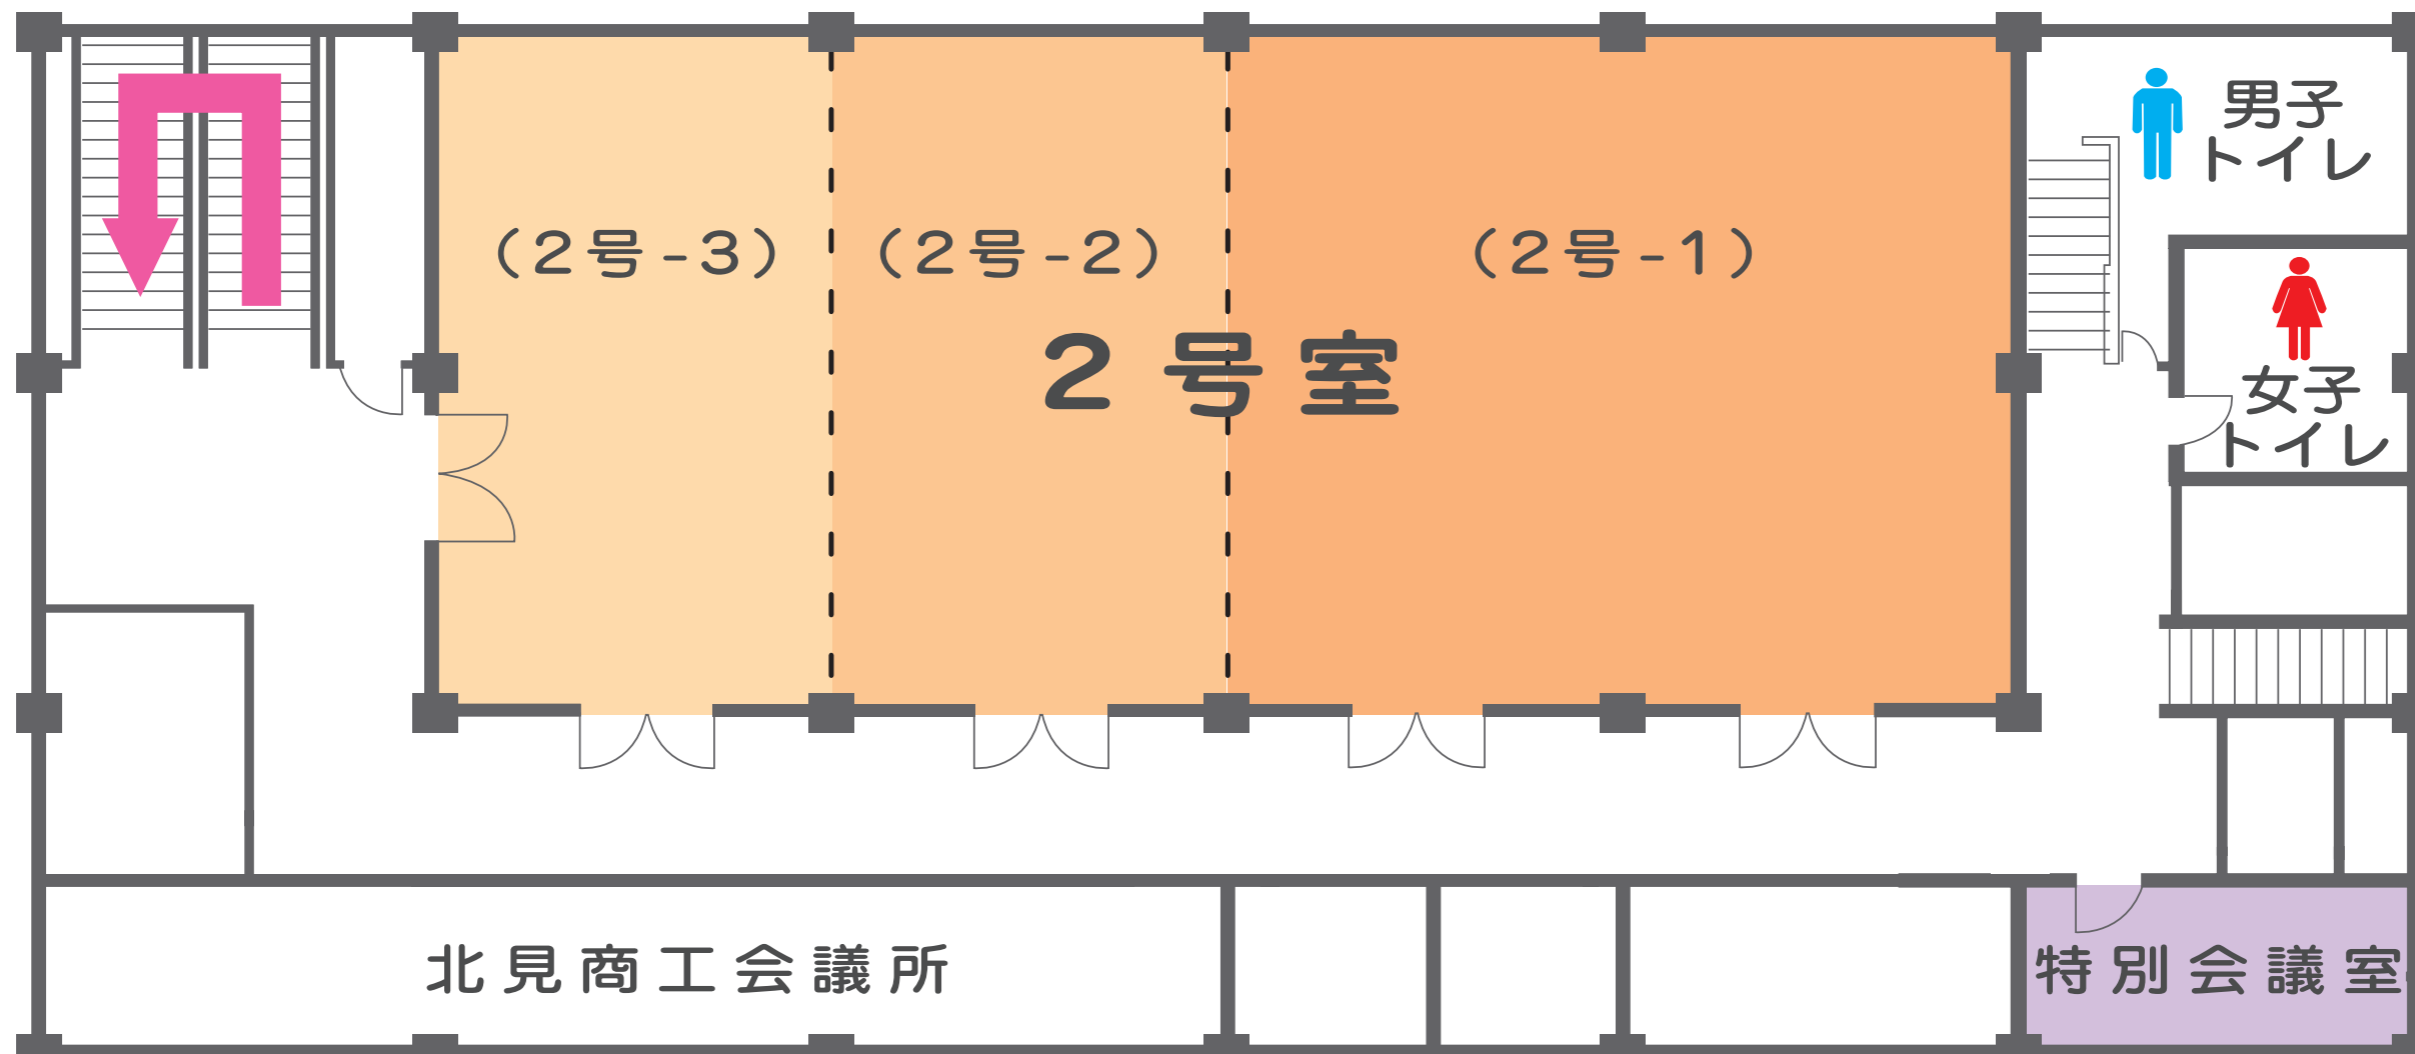 男子
トイレ
（2号-3）
（2号-2）
（2号-1）
2号室
女子
トイレ
北見商工会議所
特別会議室